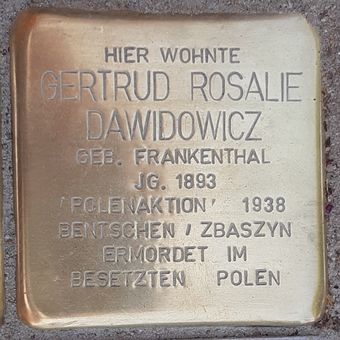 HIER WOHNTE
GERTRUD ROSALIE
DAWIDOWICZ
GEB. FRANKENTHAL
JG. 1893
'POLENAKTION' 1938
BENTSCHEN / ZBASZYN
ERMORDET IM
BESETZTEN POLEN